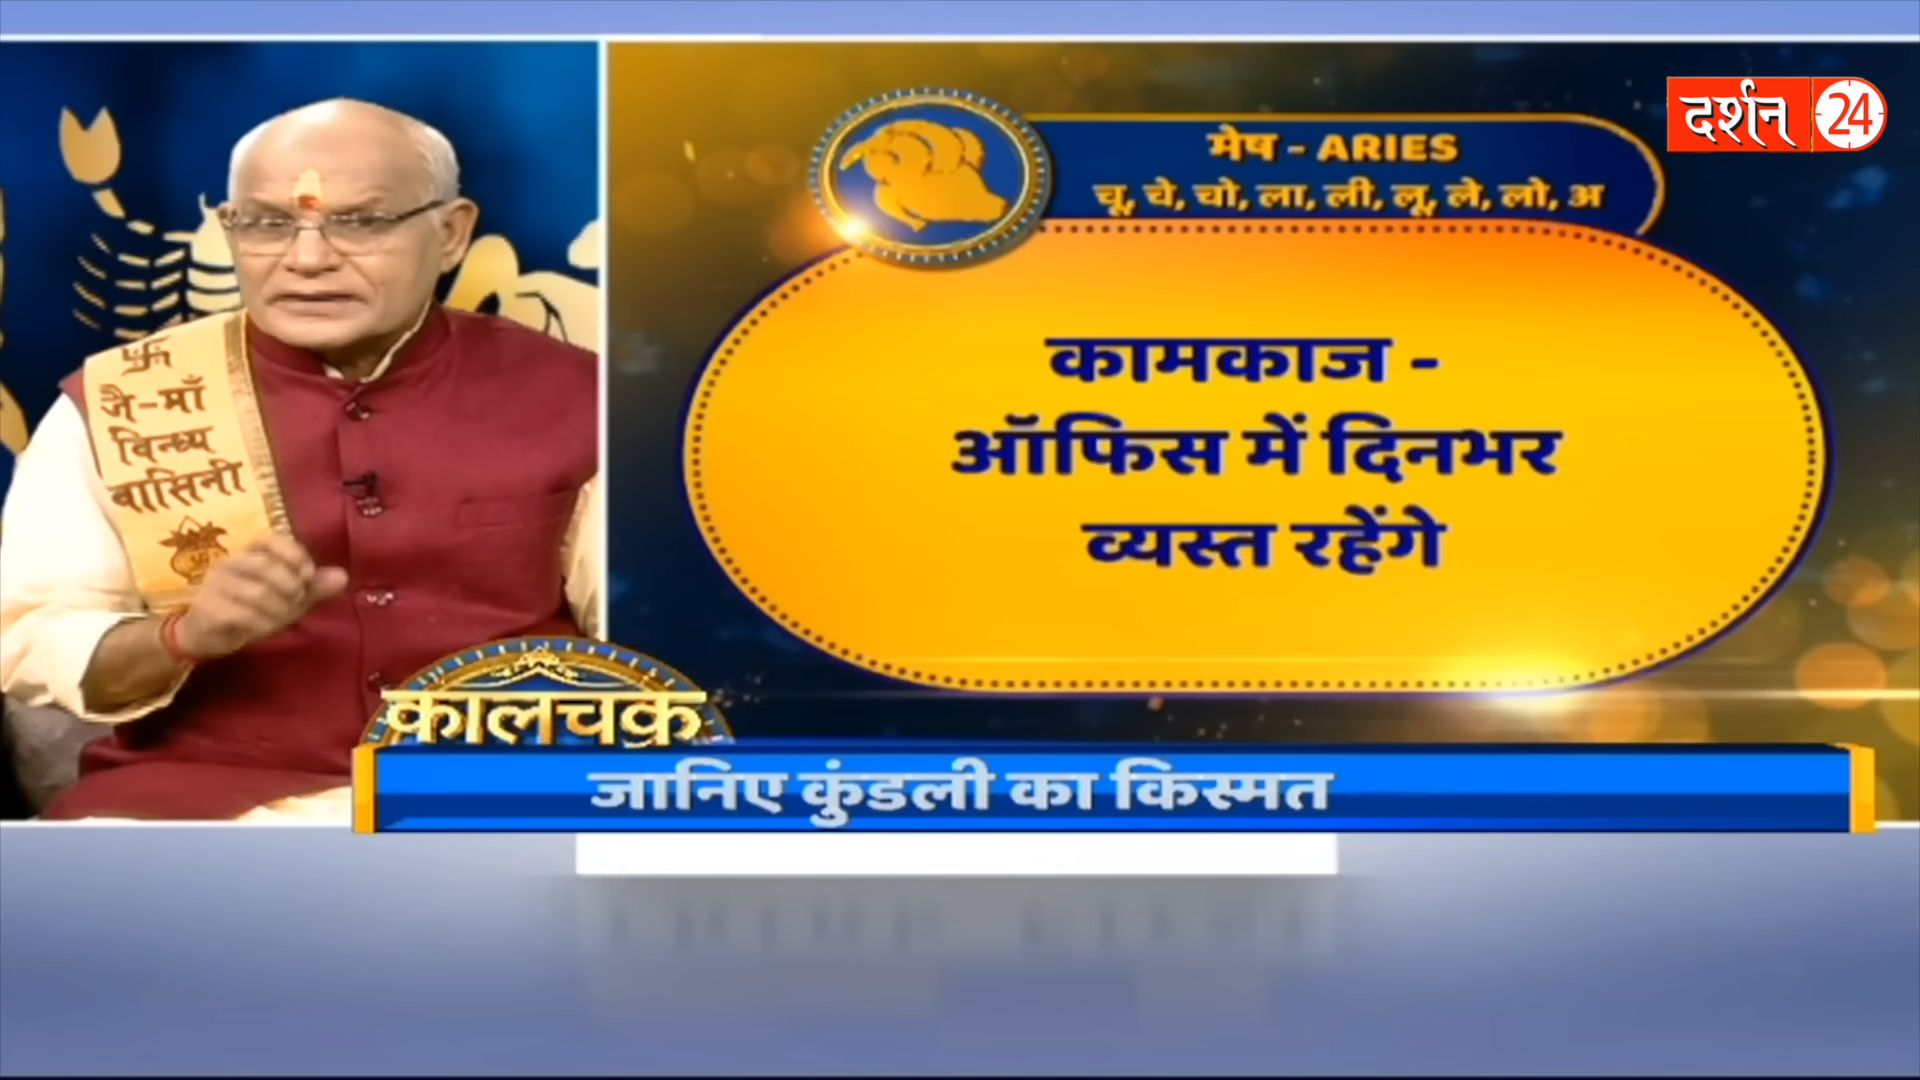 दर्शन 24
मेष - ARIES
चू, चे, चो, ला, ली, लू, ले, लो, अ
कामकाज -
ऑफिस में दिनभर
व्यस्त रहेंगे
जै-माँ
विन्ध्य
वासिनी
कालचक्र
जानिए कुंडली का किस्मत